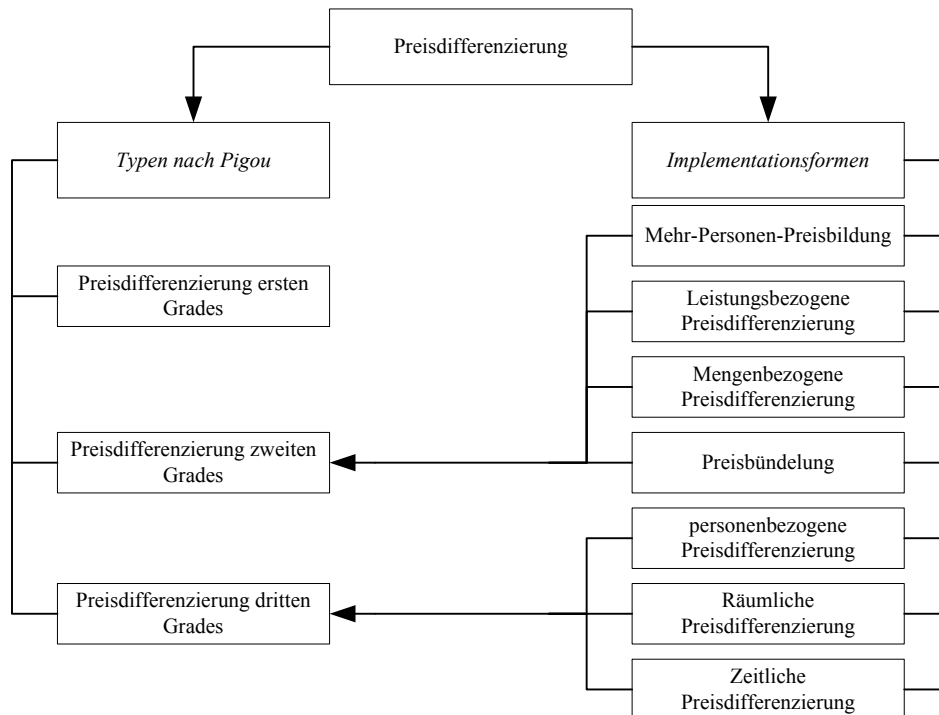 Preisdifferenzierung
Typen nach Pigou
Implementationsformen
Mehr-Personen-Preisbildung
Preisdifferenzierung ersten
Grades
Leistungsbezogene
Preisdifferenzierung
Mengenbezogene
Preisdifferenzierung
Preisdifferenzierung zweiten
Grades
Preisbündelung
personenbezogene
Preisdifferenzierung
Preisdifferenzierung dritten
Grades
Räumliche
Preisdifferenzierung
Zeitliche
Preisdifferenzierung